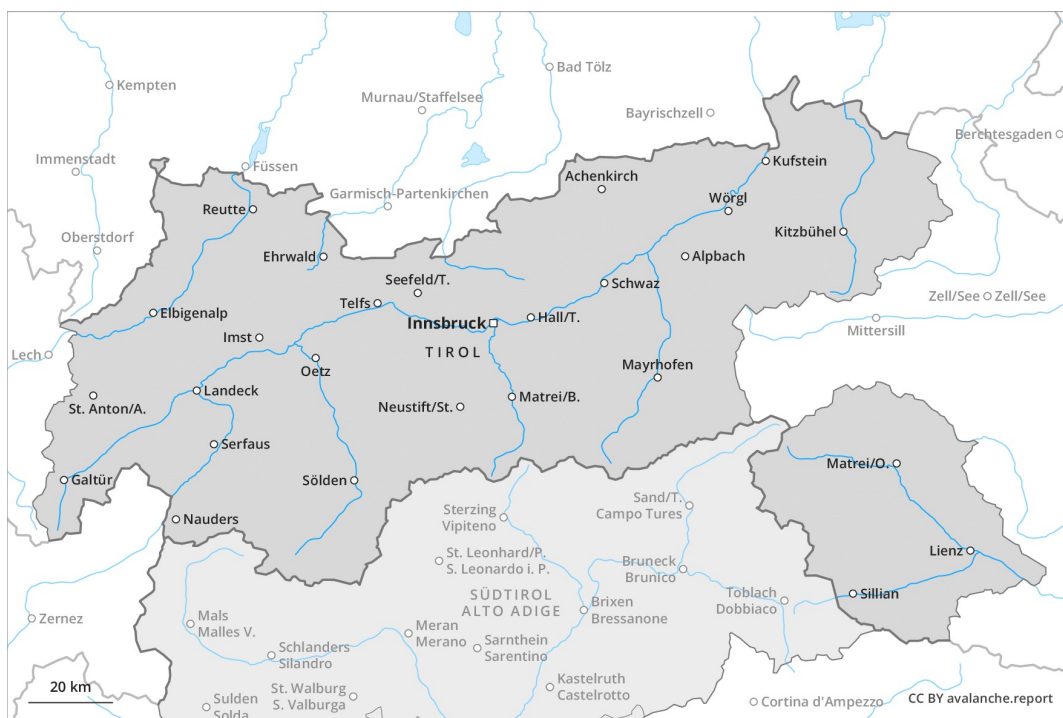 Kempten
Bad Tölz
Murnau/Staffelsee
Bayrischzell
Berchtesgaden
Immenstadt
Füssen
Kufstein
Achenkirch
Garmisch-Partenkirchen
Wörgl
Reutte
Kitzbühel
Oberstdorf
Ehrwald
Alpbach
Seefeld/T.
Schwaz
Zell/See
Zell/See
Telfs
Elbigenalp
Hall/T.
Innsbruck
Mittersill
Imst
TIROL
Lech
Oetz
Mayrhofen
Landeck
Matrei/B.
St. Anton/A.
Neustift/St.
Serfaus
Matrei/O.
Galtür
Sölden
Sand/T.
Campo Tures
Sterzing
Vipiteno
Nauders
Lienz
St. Leonhard/P.
S. Leonardo i. P.
Bruneck
Brunico
Sillian
SÜDTIROL
ALTO ADIGE
Toblach
Dobbiaco
Brixen
Bressanone
Zernez
Mals
Malles V.
Meran
Merano
Sarnthein
Sarentino
Schlanders
Silandro
20 km
St. Walburg
S. Valburga
Kastelruth
Castelrotto
Sulden
Solda
Cortina d'Ampezzo
CC BY avalanche.report